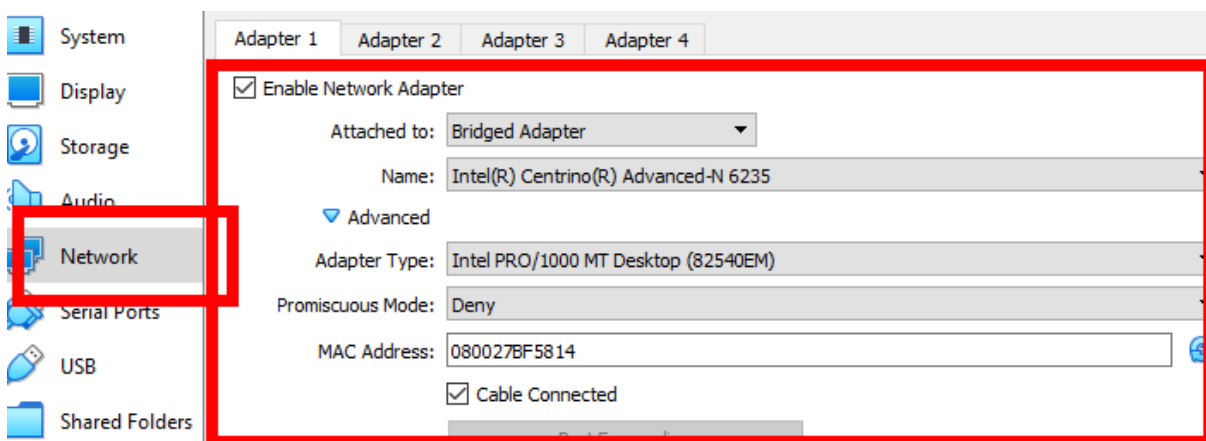 System
Display
Storage
Audio
Network
Serial Ports
USB
Shared Folders
Adapter 1 Adapter 2 Adapter 3 Adapter 4
Enable Network Adapter
Attached to: Bridged Adapter
Name: Intel(R) Centrino(R) Advanced-N 6235
Advanced
Adapter Type: Intel PRO/1000 MT Desktop (82540EM)
Promiscuous Mode: Deny
MAC Address: 080027BF5814
Cable Connected